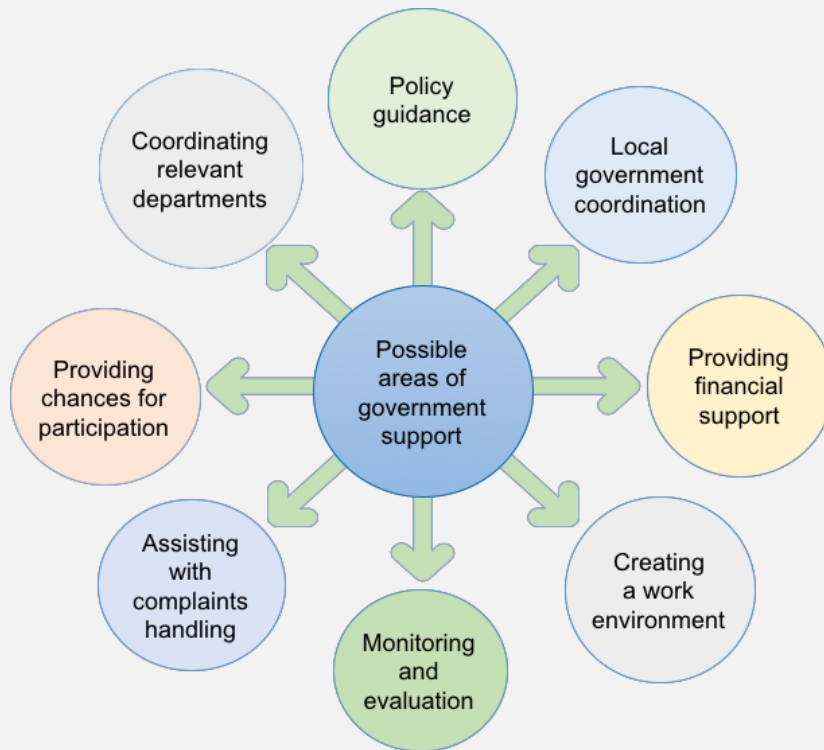 Policy
guidance
Coordinating
relevant
departments
Local
government
coordination
Possible
areas of
government
support
Providing
chances for
participation
Providing
financial
support
Assisting
with
complaints
handling
Creating
a work
environment
Monitoring
and
evaluation